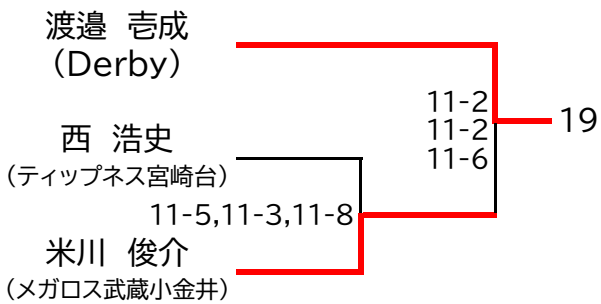 渡邉 壱成
（Derby）
11-2
11-2
11-6
19
西 浩史
（ティップネス宮崎台）
11-5,11-3,11-8
米川 俊介
（メガロス武蔵小金井）